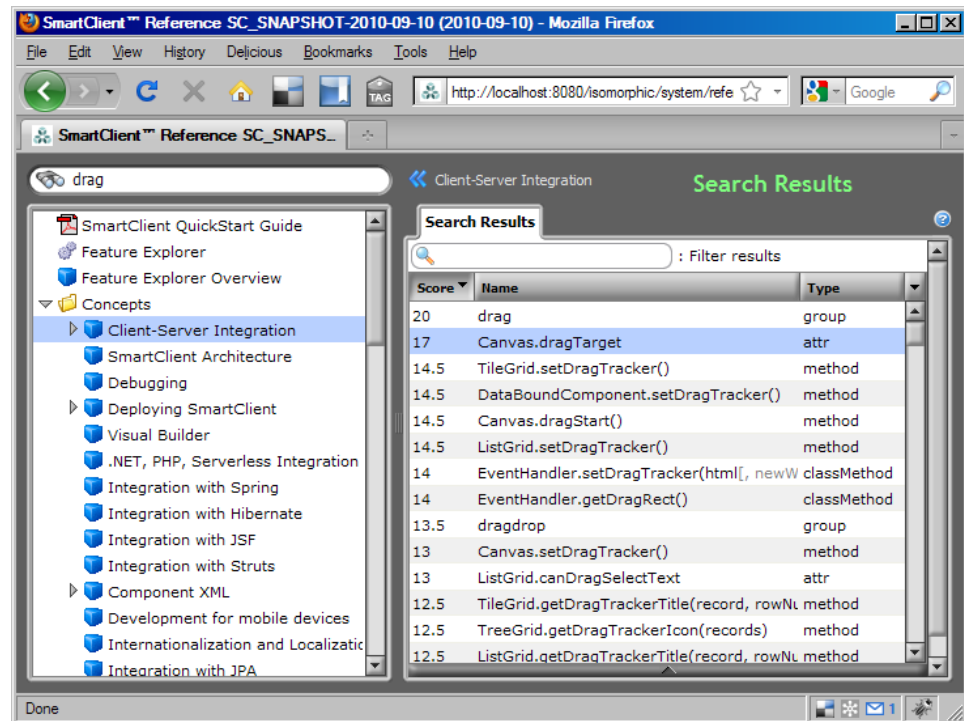 SmartClient™ Reference SC_SNAPSHOT-2010-09-10 (2010-09-10) - Mozilla Firefox
File Edit View History Delicious Bookmarks Tools Help
TAG http://localhost:8080/isomorphic/system/refe Google
SmartClient™ Reference SC_SNAPS...
drag
SmartClient QuickStart Guide
Feature Explorer
Feature Explorer Overview
Concepts
Client-Server Integration
SmartClient Architecture
Debugging
Deploying SmartClient
Visual Builder
.NET, PHP, Serverless Integration
Integration with Spring
Integration with Hibernate
Integration with JSF
Integration with Struts
Component XML
Development for mobile devices
Internationalization and Localizatic
Integration with JPA
Client-Server Integration Search Results
Search Results
: Filter results
Score Name Type
20 drag group
17 Canvas.dragTarget attr
14.5 TileGrid.setDragTracker() method
14.5 DataBoundComponent.setDragTracker() method
14.5 Canvas.dragStart() method
14.5 ListGrid.setDragTracker() method
14 EventHandler.setDragTracker(html[, newW classMethod
14 EventHandler.getDragRect() classMethod
13.5 dragdrop group
13 Canvas.setDragTracker() method
13 ListGrid.canDragSelectText attr
12.5 TileGrid.getDragTrackerTitle(record, rowNu method
12.5 TreeGrid.getDragTrackerIcon(records) method
12.5 ListGrid.getDragTrackerTitle(record, rowNu method
Done 1